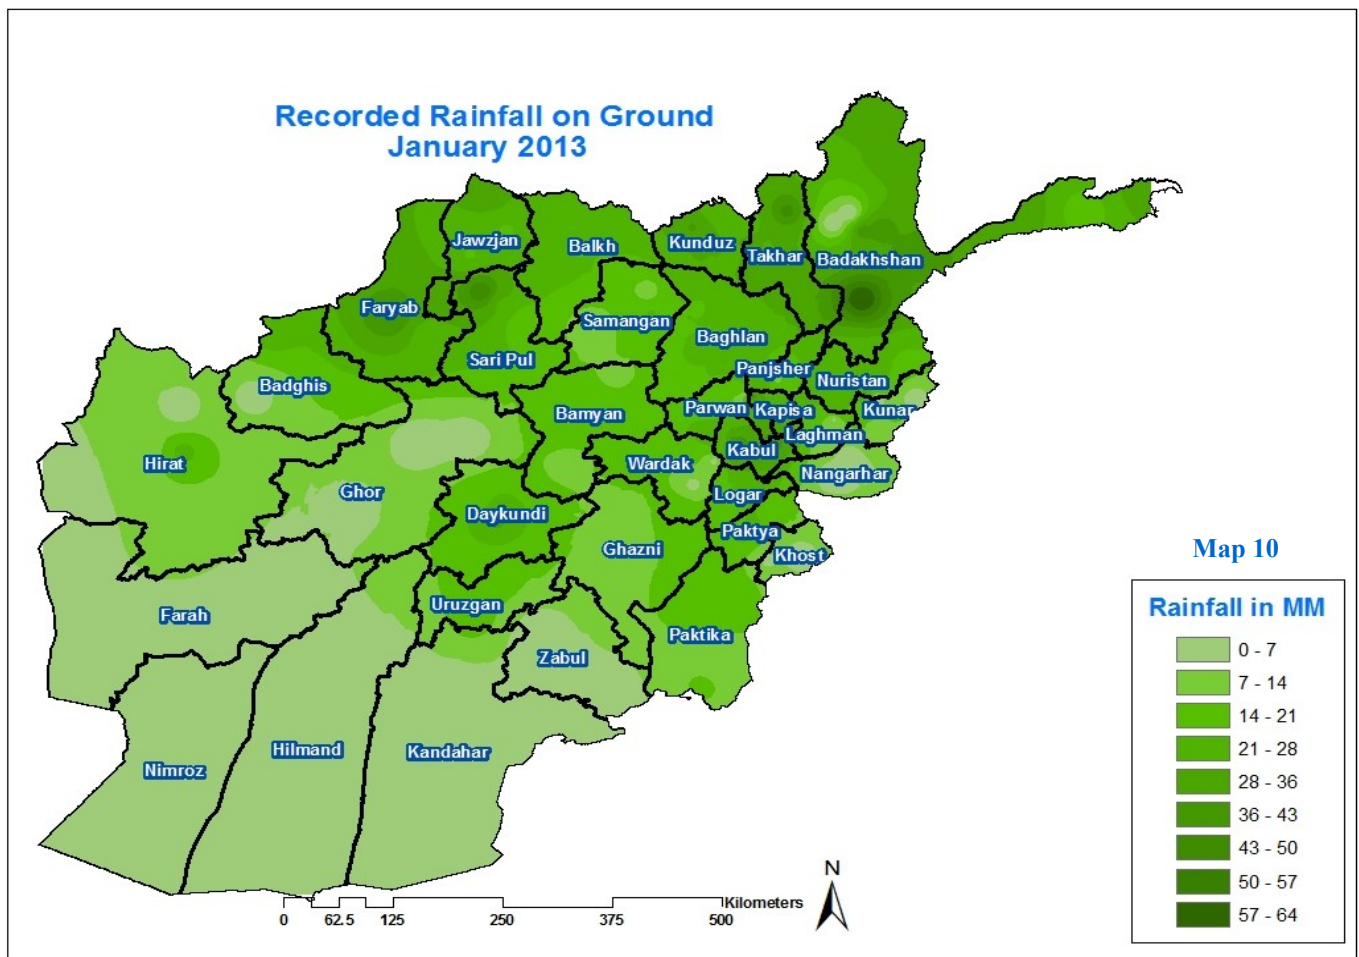 Recorded Rainfall on Ground
January 2013
Jawzjan
Balkh
Kunduz
Takhar
Badakhshan
Faryab
Samangan
Baghlan
Sari Pul
Panjsher
Badghis
Nuristan
Bamyan
Parwan
Kapisa
Kunar
Laghman
Kabul
Hirat
Wardak
Nangarhar
Ghor
Logar
Daykundi
Paktya
Ghazni
Khost
Uruzgan
Farah
Paktika
Zabul
Hilmand
Kandahar
Nimroz
Map 10
Rainfall in MM
0 - 7
7 - 14
14 - 21
21 - 28
28 - 36
36 - 43
43 - 50
50 - 57
57 - 64
N
Kilometers
0 62.5 125 250 375 500